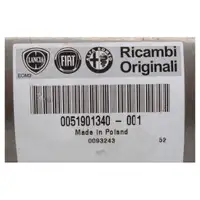 LANCIA
FIAT
Ricambi
Originali
0051901340 - 001
Made in Poland
0093243
52